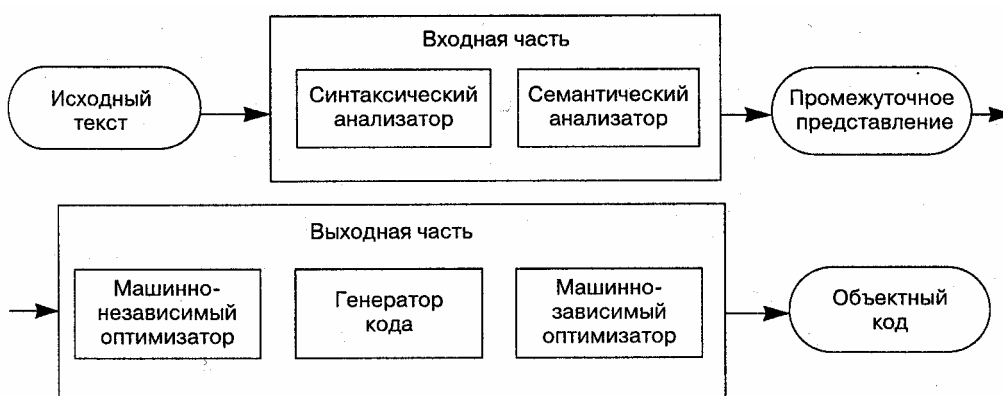 Входная часть
Исходный
текст
Синтаксический
анализатор
Семантический
анализатор
Промежуточное
представление
Выходная часть
Машинно-
независимый
оптимизатор
Генератор
кода
Машинно-
зависимый
оптимизатор
Объектный
код